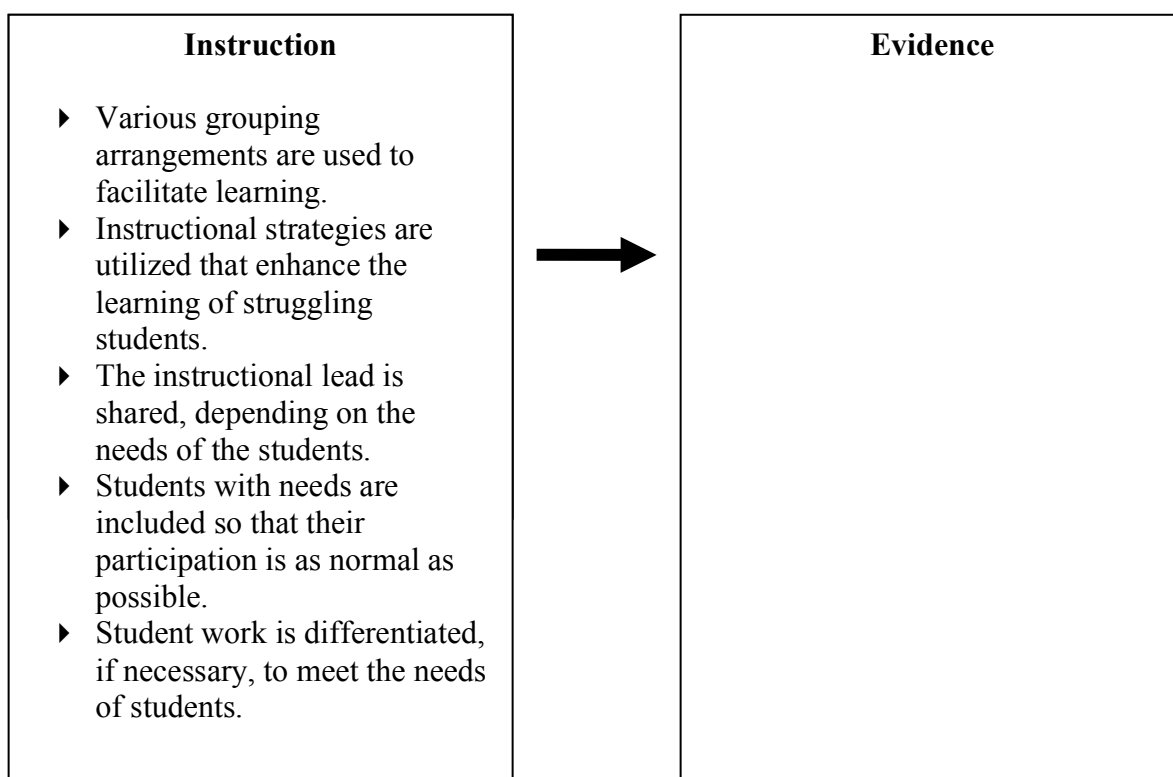 Instruction
Various grouping
arrangements are used to
facilitate learning.
Instructional strategies are
utilized that enhance the
learning of struggling
students.
The instructional lead is
shared, depending on the
needs of the students.
Students with needs are
included so that their
participation is as normal as
possible.
Student work is differentiated,
if necessary, to meet the needs
of students.
Evidence